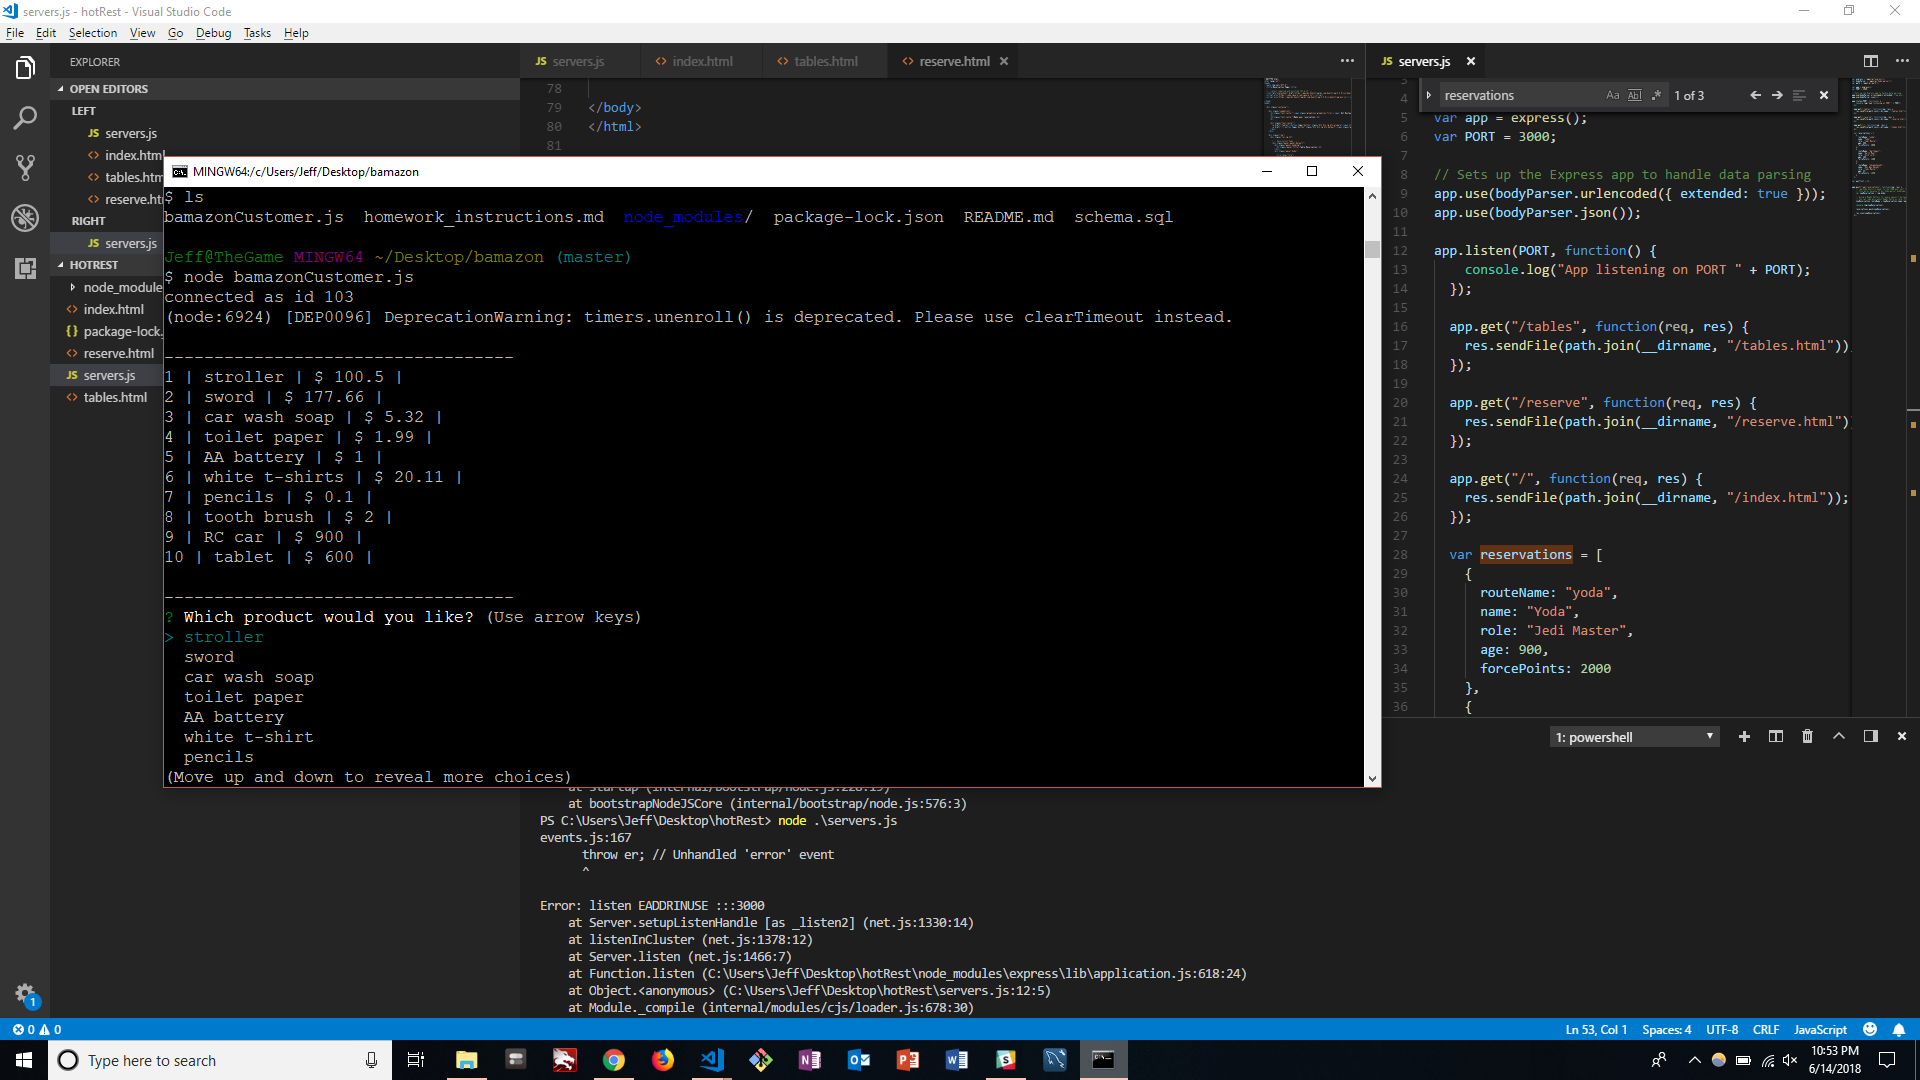 servers.js - hotRest - Visual Studio Code
File Edit Selection View Go Debug Tasks Help
EXPLORER
OPEN EDITORS
LEFT
JS servers.js
<> index.html
<> tables.htm
<> reserve.ht
RIGHT
JS servers.js
HOTREST
node_module
<> index.html
{} package-lock.
<> reserve.html
JS servers.js
<> tables.html
JS servers.js <> index.html <> tables.html <> reserve.html
78
79 </body>
80 </html>
81
MINGW64:/c/Users/Jeff/Desktop/bamazon
$ ls
bamazonCustomer.js homework_instructions.md node_modules/ package-lock.json README.md schema.sql
Jeff@TheGame MINGW64 ~/Desktop/bamazon (master)
$ node bamazonCustomer.js
connected as id 103
(node:6924) [DEP0096] DeprecationWarning: timers.unenroll() is deprecated. Please use clearTimeout instead.
-----------------------------------
1 | stroller | $ 100.5 |
2 | sword | $ 177.66 |
3 | car wash soap | $ 5.32 |
4 | toilet paper | $ 1.99 |
5 | AA battery | $ 1 |
6 | white t-shirts | $ 20.11 |
7 | pencils | $ 0.1 |
8 | tooth brush | $ 2 |
9 | RC car | $ 900 |
10 | tablet | $ 600 |
-----------------------------------
? Which product would you like? (Use arrow keys)
> stroller
sword
car wash soap
toilet paper
AA battery
white t-shirt
pencils
(Move up and down to reveal more choices)
JS servers.js
reservations Aa Abl .* 1 of 3
3
4
5 var app = express();
6 var PORT = 3000;
7
8 // Sets up the Express app to handle data parsing
9 app.use(bodyParser.urlencoded({ extended: true }));
10 app.use(bodyParser.json());
11
12 app.listen(PORT, function() {
13 console.log("App listening on PORT " + PORT);
14 });
15
16 app.get("/tables", function(req, res) {
17 res.sendFile(path.join(__dirname, "/tables.html"))
18 });
19
20 app.get("/reserve", function(req, res) {
21 res.sendFile(path.join(__dirname, "/reserve.html")
22 });
23
24 app.get("/", function(req, res) {
25 res.sendFile(path.join(__dirname, "/index.html"));
26 });
27
28 var reservations = [
29 {
30 routeName: "yoda",
31 name: "Yoda",
32 role: "Jedi Master",
33 age: 900,
34 forcePoints: 2000
35 },
36 {
1: powershell
at startup (internal/bootstrap/node.js:228:19)
at bootstrapNodeJSCore (internal/bootstrap/node.js:576:3)
PS C:\Users\Jeff\Desktop\hotRest> node .\servers.js
events.js:167
throw er; // Unhandled 'error' event
^
Error: listen EADDRINUSE :::3000
at Server.setupListenHandle [as _listen2] (net.js:1330:14)
at listenInCluster (net.js:1378:12)
at Server.listen (net.js:1466:7)
at Function.listen (C:\Users\Jeff\Desktop\hotRest\node_modules\express\lib\application.js:618:24)
at Object.<anonymous> (C:\Users\Jeff\Desktop\hotRest\servers.js:12:5)
at Module._compile (internal/modules/cjs/loader.js:678:30)
1
0 0 Ln 53, Col 1 Spaces: 4 UTF-8 CRLF JavaScript
Type here to search
10:53 PM
6/14/2018